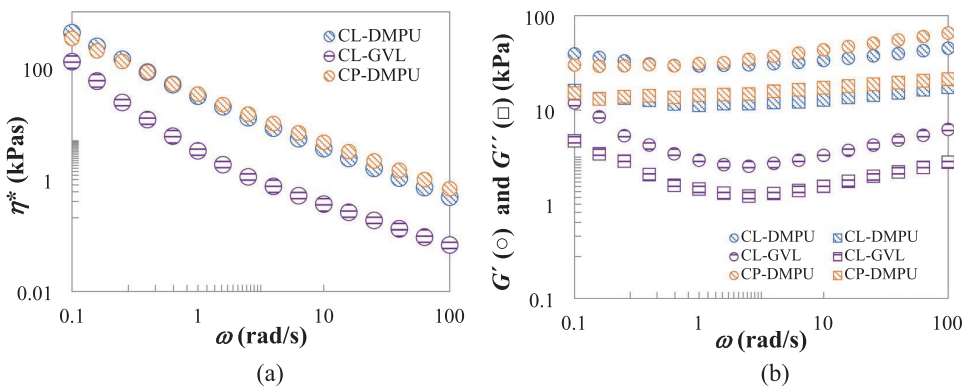 CL-DMPU
CL-GVL
CP-DMPU
100
1
0.01
η* (kPas)
0.1 1 10 100
ω (rad/s)
(a)
100
10
1
0.1
G′ (○) and G′′ (□) (kPa)
CL-DMPU CL-DMPU
CL-GVL CL-GVL
CP-DMPU CP-DMPU
0.1 1 10 100
ω (rad/s)
(b)